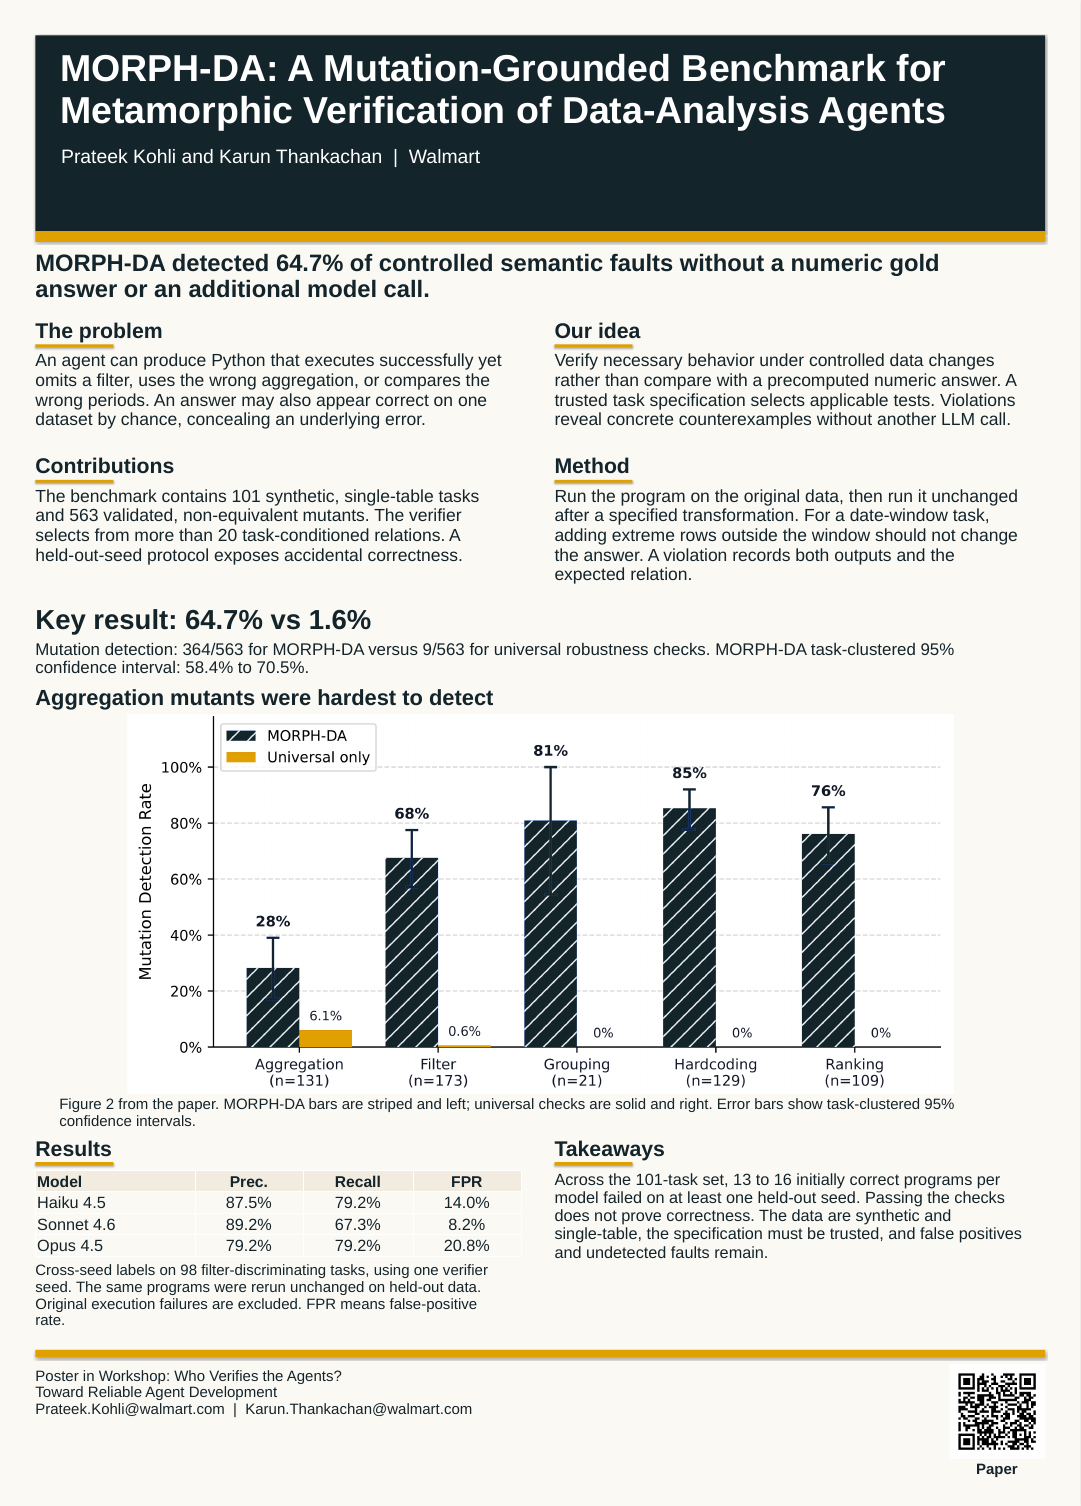 MORPH-DA: A Mutation-Grounded Benchmark for
Metamorphic Verification of Data-Analysis Agents
Prateek Kohli and Karun Thankachan | Walmart
MORPH-DA detected 64.7% of controlled semantic faults without a numeric gold
answer or an additional model call.
The problem
An agent can produce Python that executes successfully yet
omits a filter, uses the wrong aggregation, or compares the
wrong periods. An answer may also appear correct on one
dataset by chance, concealing an underlying error.
Our idea
Verify necessary behavior under controlled data changes
rather than compare with a precomputed numeric answer. A
trusted task specification selects applicable tests. Violations
reveal concrete counterexamples without another LLM call.
Contributions
The benchmark contains 101 synthetic, single-table tasks
and 563 validated, non-equivalent mutants. The verifier
selects from more than 20 task-conditioned relations. A
held-out-seed protocol exposes accidental correctness.
Method
Run the program on the original data, then run it unchanged
after a specified transformation. For a date-window task,
adding extreme rows outside the window should not change
the answer. A violation records both outputs and the
expected relation.
Key result: 64.7% vs 1.6%
Mutation detection: 364/563 for MORPH-DA versus 9/563 for universal robustness checks. MORPH-DA task-clustered 95%
confidence interval: 58.4% to 70.5%.
Aggregation mutants were hardest to detect
MORPH-DA
Universal only
Mutation Detection Rate
100%
80%
60%
40%
20%
0%
28%
6.1%
68%
0.6%
81%
0%
85%
0%
76%
0%
Aggregation
(n=131)
Filter
(n=173)
Grouping
(n=21)
Hardcoding
(n=129)
Ranking
(n=109)
Figure 2 from the paper. MORPH-DA bars are striped and left; universal checks are solid and right. Error bars show task-clustered 95%
confidence intervals.
Results
Model Prec. Recall FPR
Haiku 4.5 87.5% 79.2% 14.0%
Sonnet 4.6 89.2% 67.3% 8.2%
Opus 4.5 79.2% 79.2% 20.8%
Cross-seed labels on 98 filter-discriminating tasks, using one verifier
seed. The same programs were rerun unchanged on held-out data.
Original execution failures are excluded. FPR means false-positive
rate.
Takeaways
Across the 101-task set, 13 to 16 initially correct programs per
model failed on at least one held-out seed. Passing the checks
does not prove correctness. The data are synthetic and
single-table, the specification must be trusted, and false positives
and undetected faults remain.
Poster in Workshop: Who Verifies the Agents?
Toward Reliable Agent Development
Prateek.Kohli@walmart.com | Karun.Thankachan@walmart.com
Paper